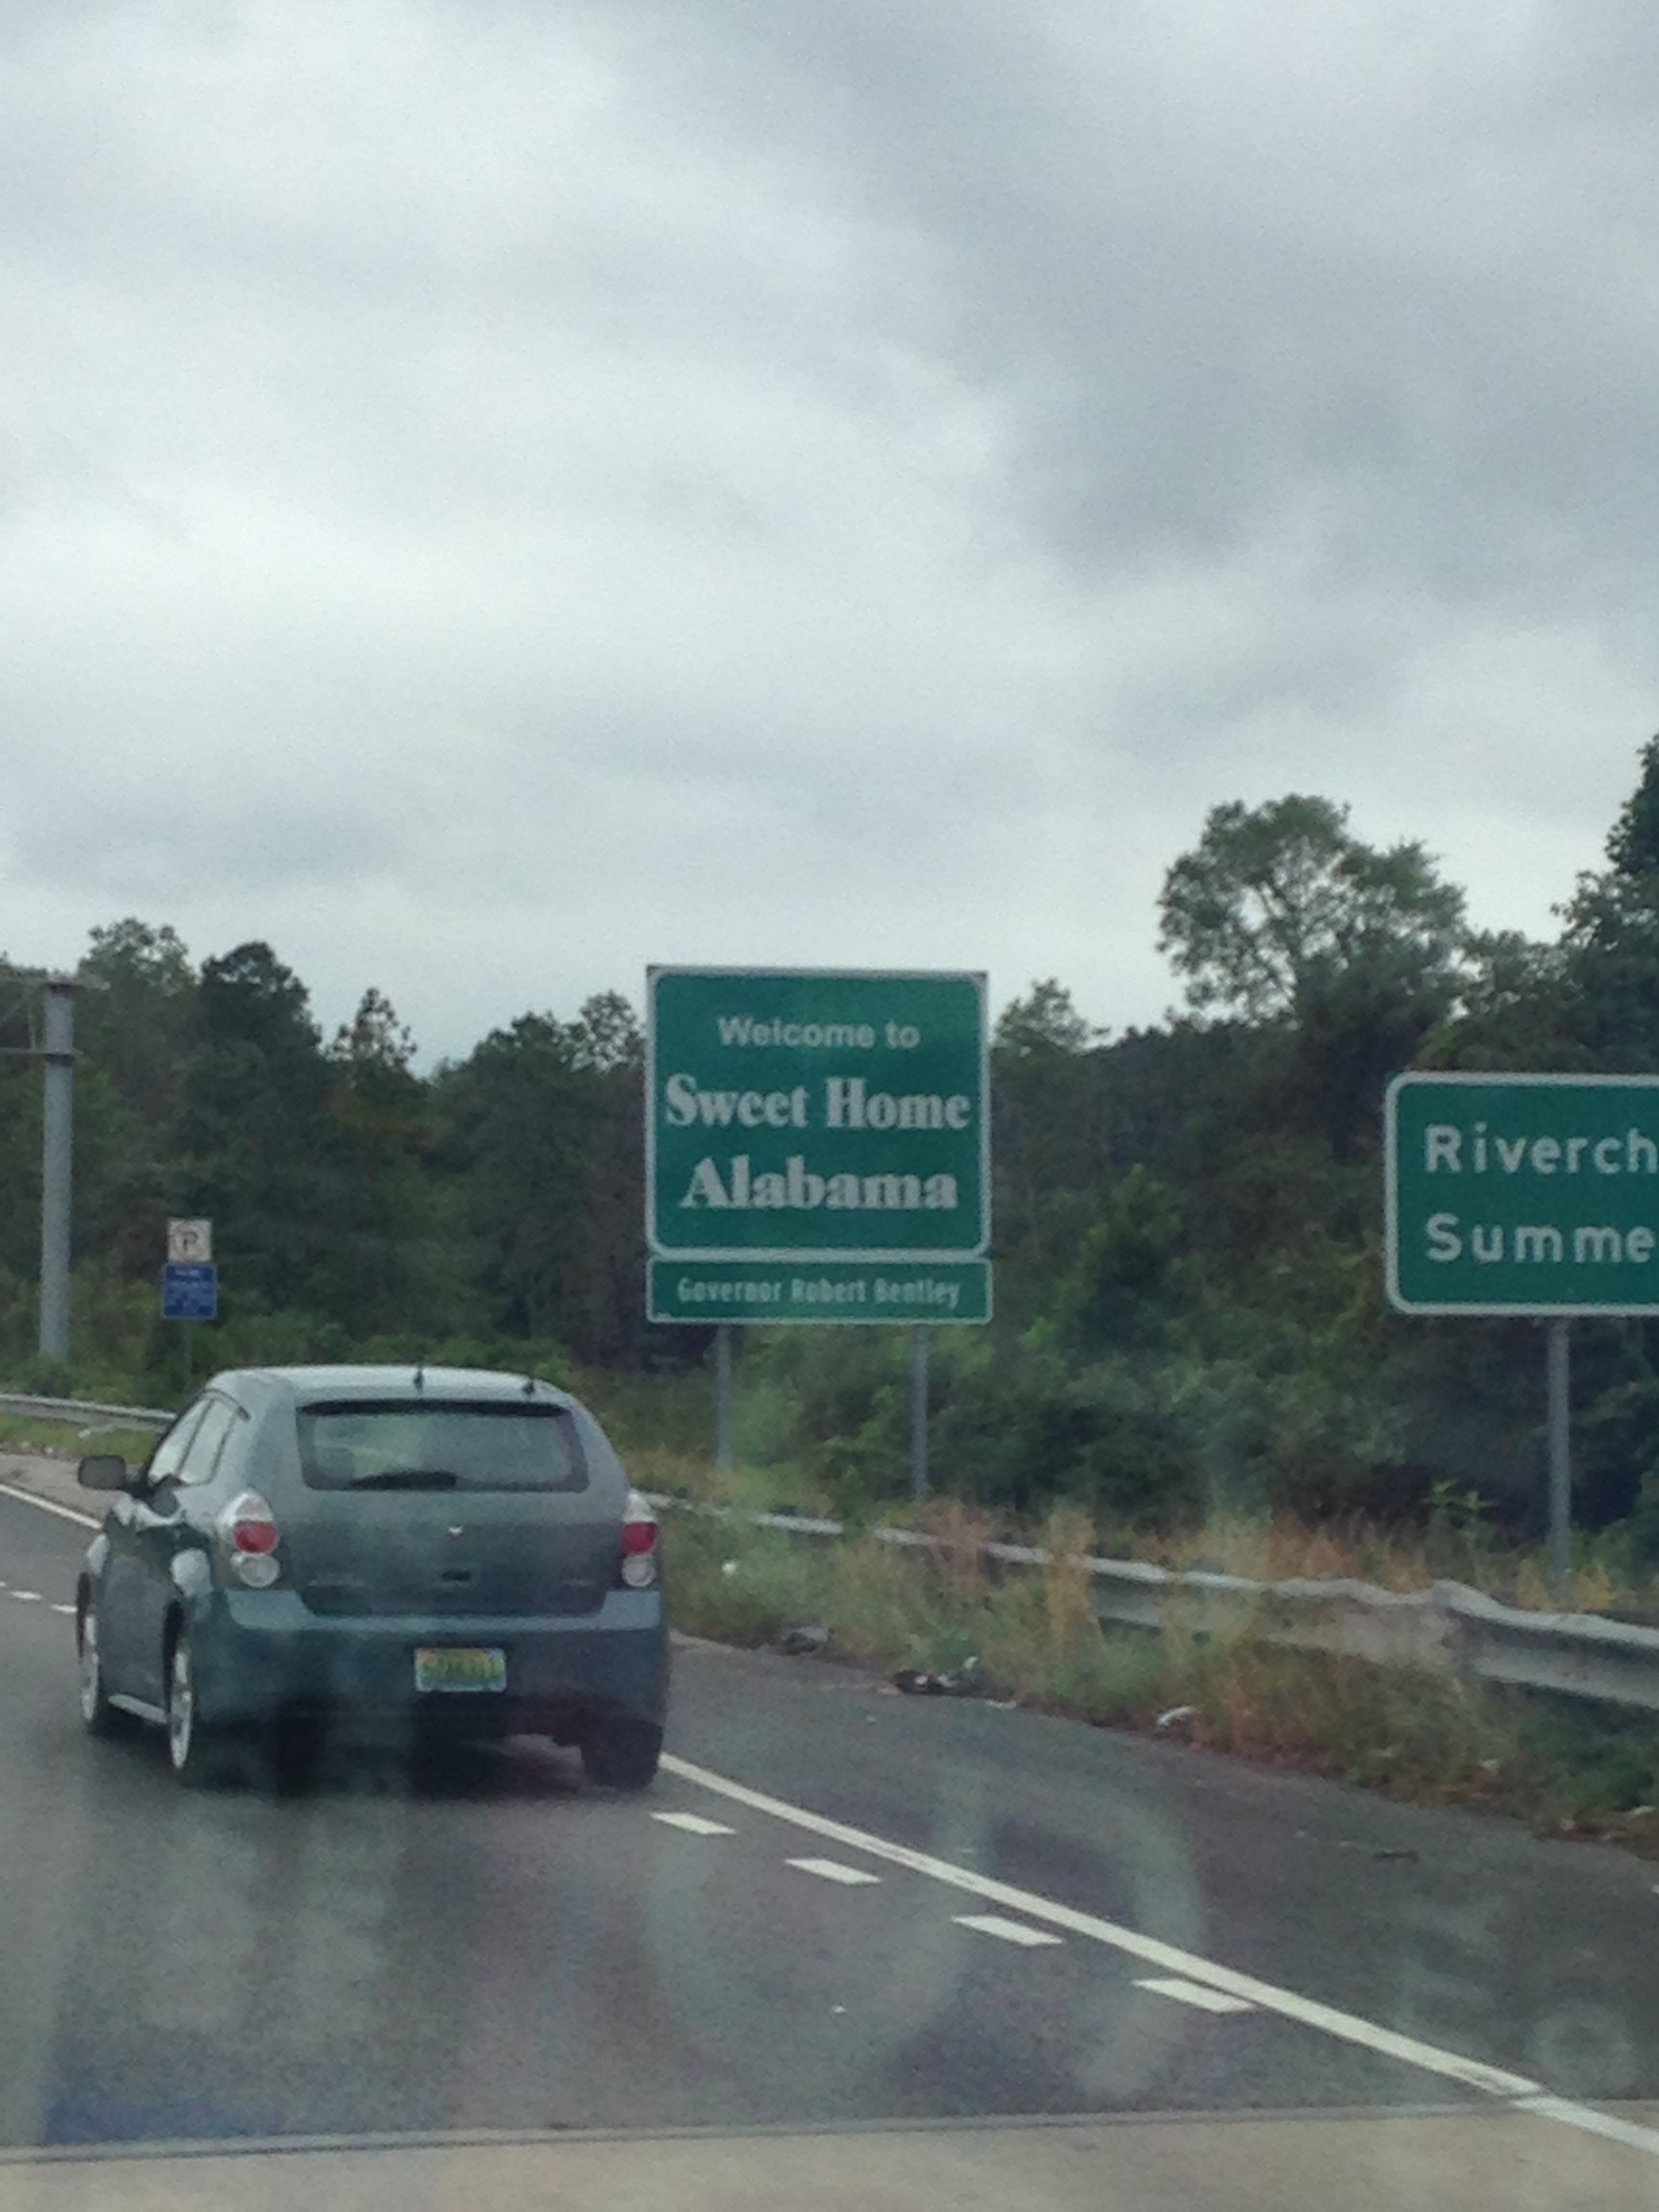 Welcome to
Sweet Home
Alabama
Governor Robert Bentley
Riverch
Summe
P